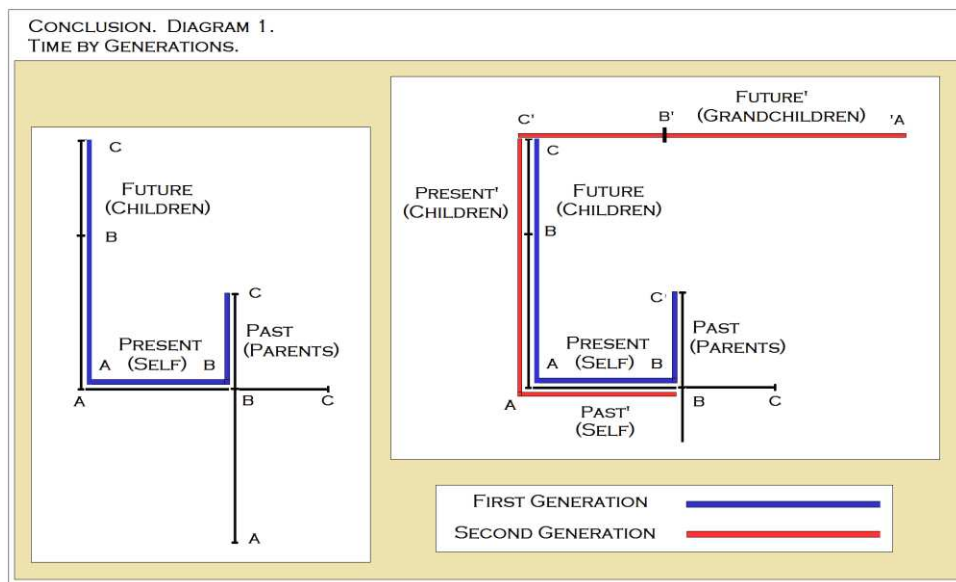 Conclusion. Diagram 1.
Time by Generations.
C
Future
(Children)
B
C
Past
(Parents)
Present
(Self)
A
B
A
B
C
A
C'
B'
Future'
(Grandchildren)
'A
C
Present'
(Children)
Future
(Children)
B
C'
Past
(Parents)
Present
(Self)
A
B
A
B
C
Past'
(Self)
First Generation
Second Generation